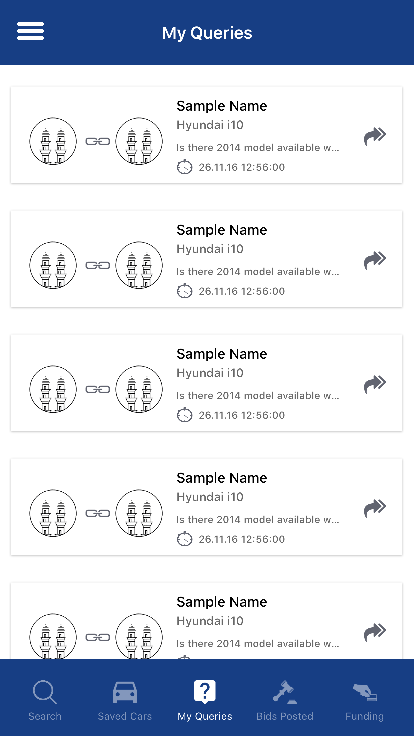 My Queries
Sample Name
Hyundai i10
Is there 2014 model available w...
26.11.16 12:56:00
Sample Name
Hyundai i10
Is there 2014 model available w...
26.11.16 12:56:00
Sample Name
Hyundai i10
Is there 2014 model available w...
26.11.16 12:56:00
Sample Name
Hyundai i10
Is there 2014 model available w...
26.11.16 12:56:00
Sample Name
Hyundai i10
Is there 2014 model available w...
Search Saved Cars My Queries Bids Posted Funding